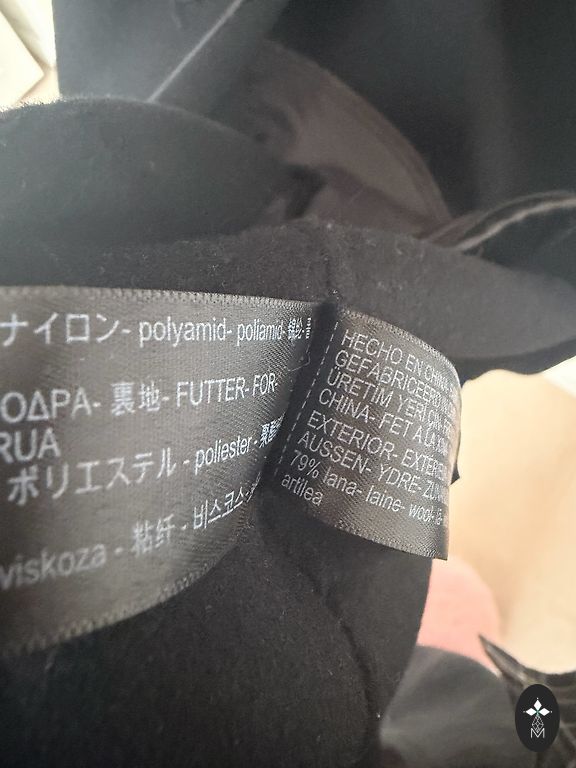 ナイロン- polyamid- poliamid- 锦纶-
ΟΔΡΑ- 裏地- FUTTER- FOR-
RUA
ポリエステル - poliester -
viskoza - 粘纤 - 비스코스-
HECHO EN CHINA
GEFABRICEERD
ÜRETIM YERI
CHINA- FET A LA
EXTERIOR-
AUSSEN- YDRE-
79% lana- laine- wool-
artilea
M